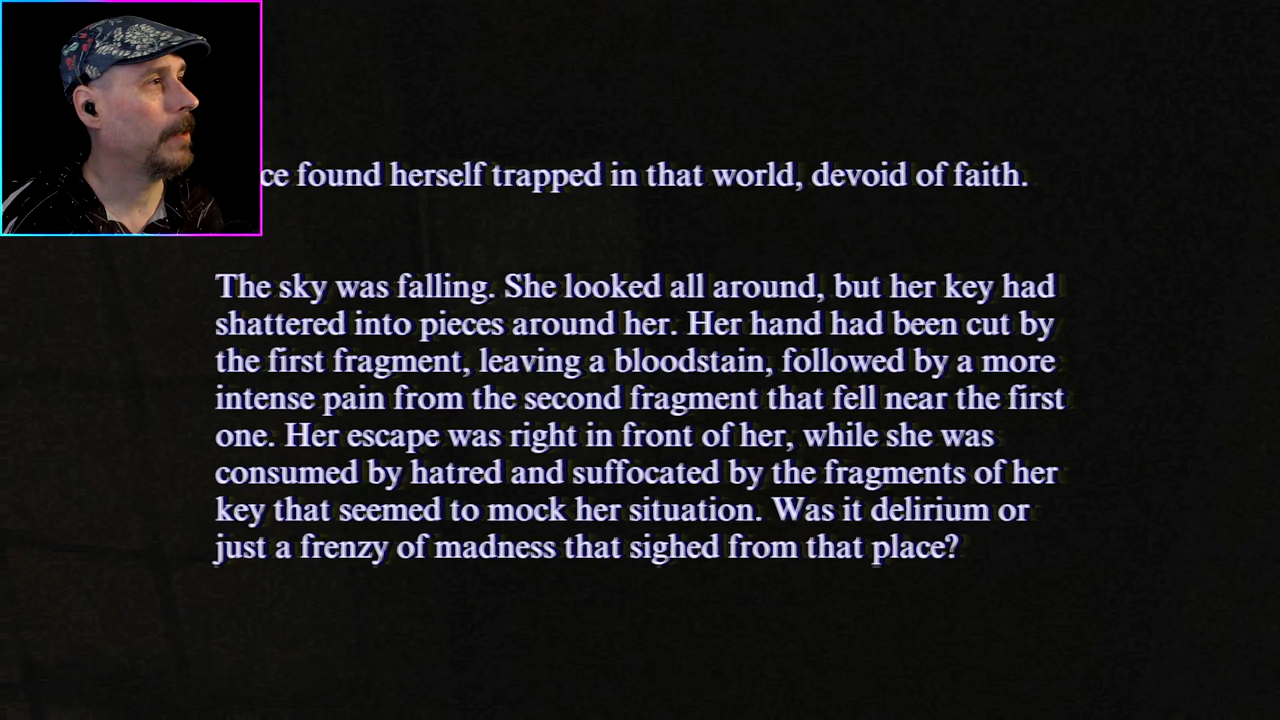 ce found herself trapped in that world, devoid of faith.
The sky was falling. She looked all around, but her key had
shattered into pieces around her. Her hand had been cut by
the first fragment, leaving a bloodstain, followed by a more
intense pain from the second fragment that fell near the first
one. Her escape was right in front of her, while she was
consumed by hatred and suffocated by the fragments of her
key that seemed to mock her situation. Was it delirium or
just a frenzy of madness that sighed from that place?